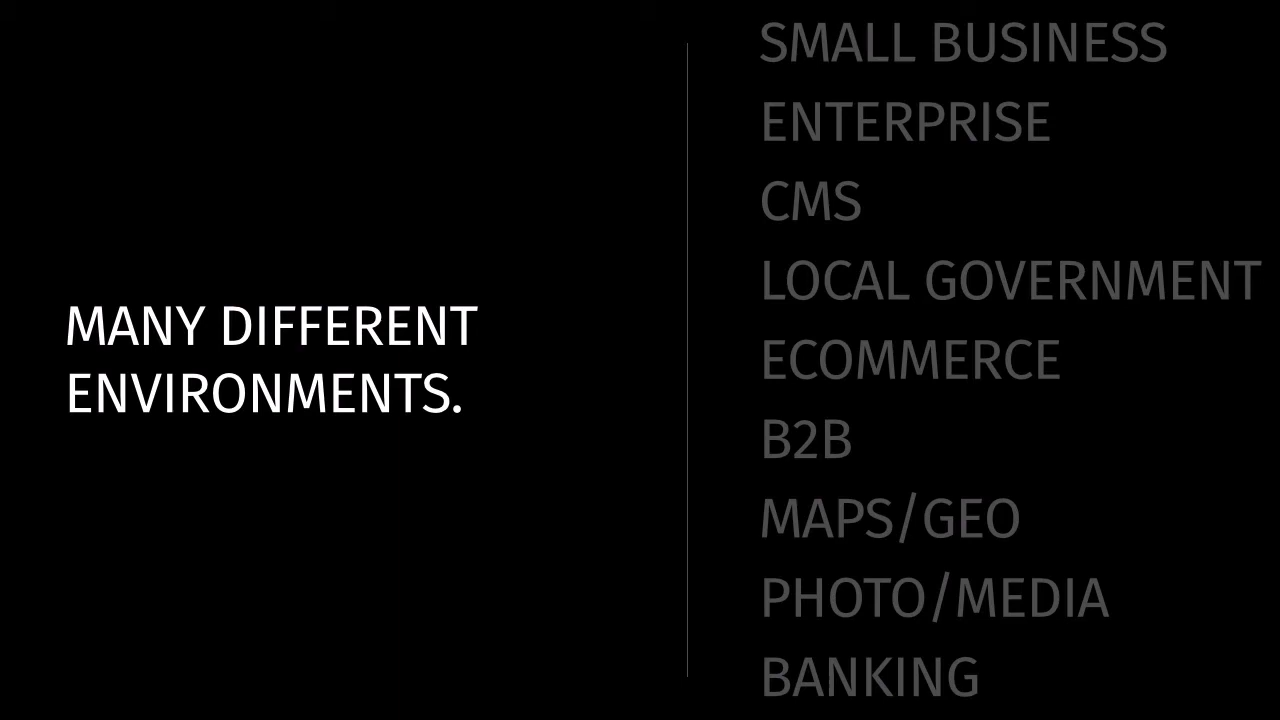 MANY DIFFERENT
ENVIRONMENTS.
SMALL BUSINESS
ENTERPRISE
CMS
LOCAL GOVERNMENT
ECOMMERCE
B2B
MAPS/GEO
PHOTO/MEDIA
BANKING